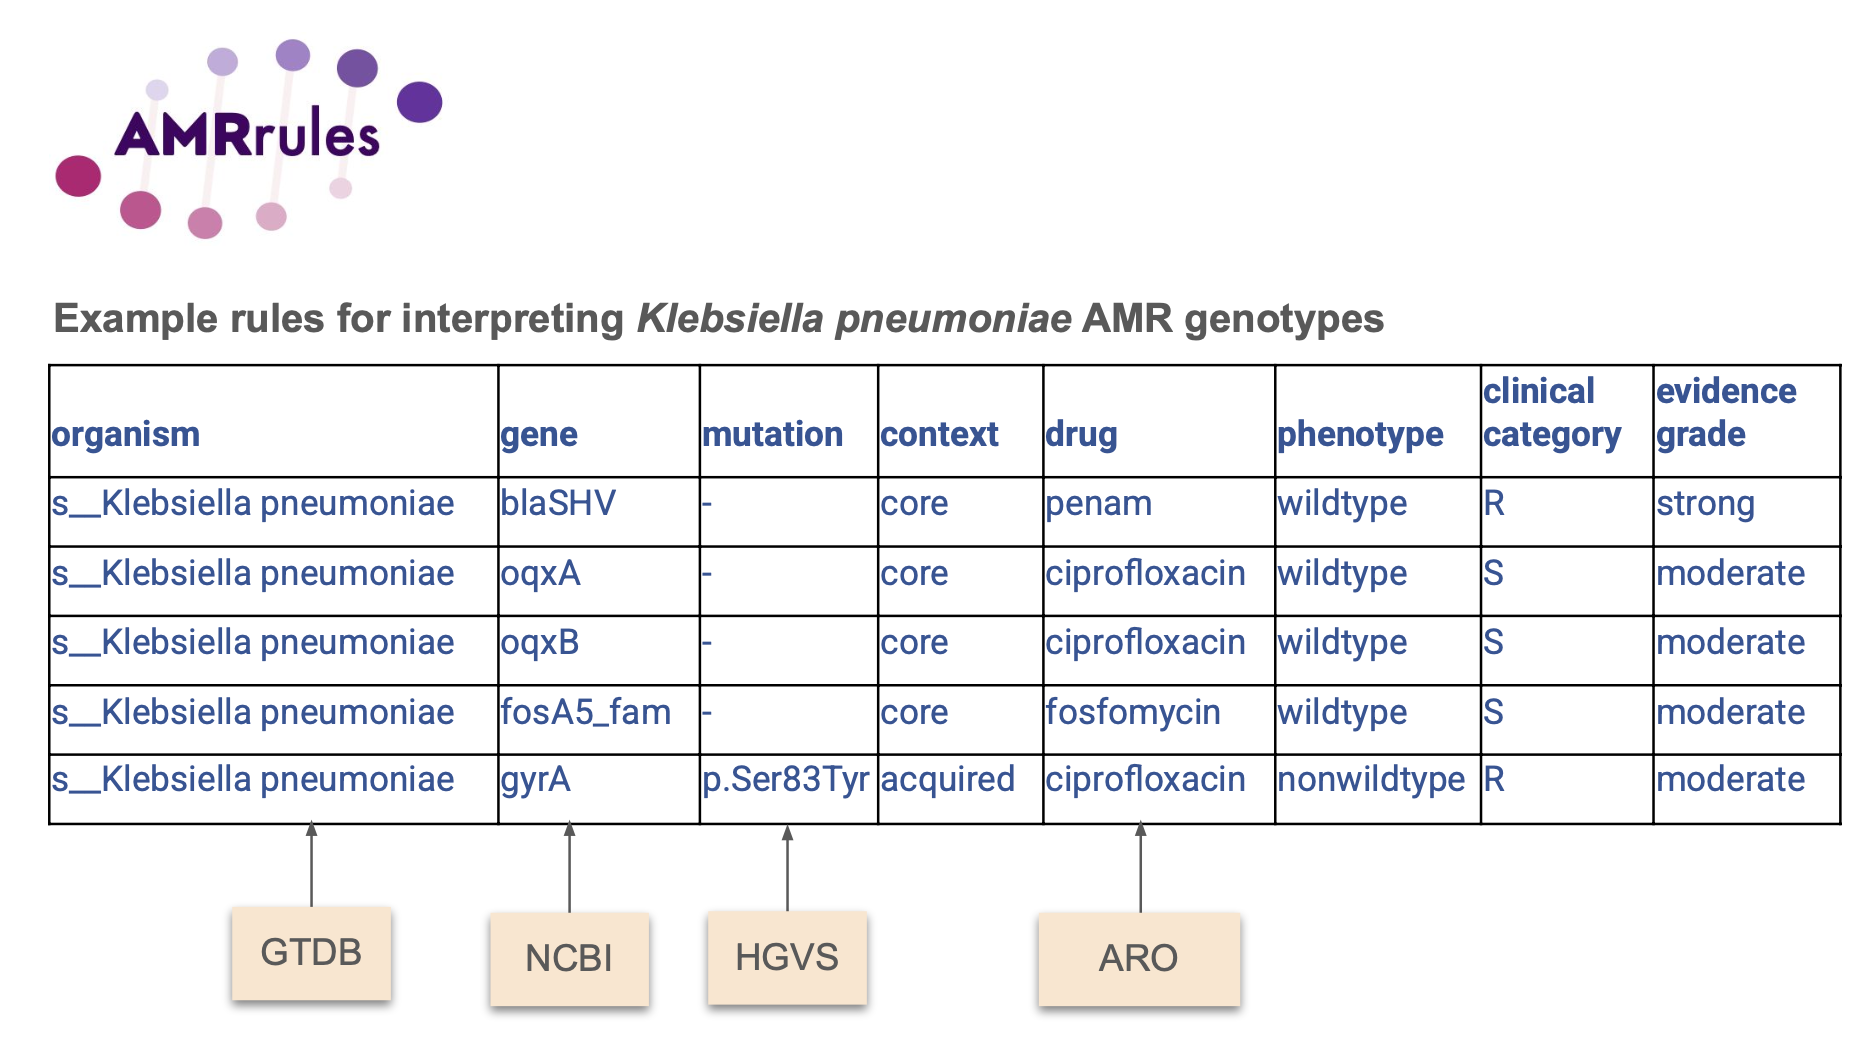 AMRrules
Example rules for interpreting Klebsiella pneumoniae AMR genotypes
organism gene mutation context drug phenotype clinical category evidence grade
s__Klebsiella pneumoniae blaSHV - core penam wildtype R strong
s__Klebsiella pneumoniae oqxA - core ciprofloxacin wildtype S moderate
s__Klebsiella pneumoniae oqxB - core ciprofloxacin wildtype S moderate
s__Klebsiella pneumoniae fosA5_fam - core fosfomycin wildtype S moderate
s__Klebsiella pneumoniae gyrA p.Ser83Tyr acquired ciprofloxacin nonwildtype R moderate
GTDB NCBI HGVS ARO